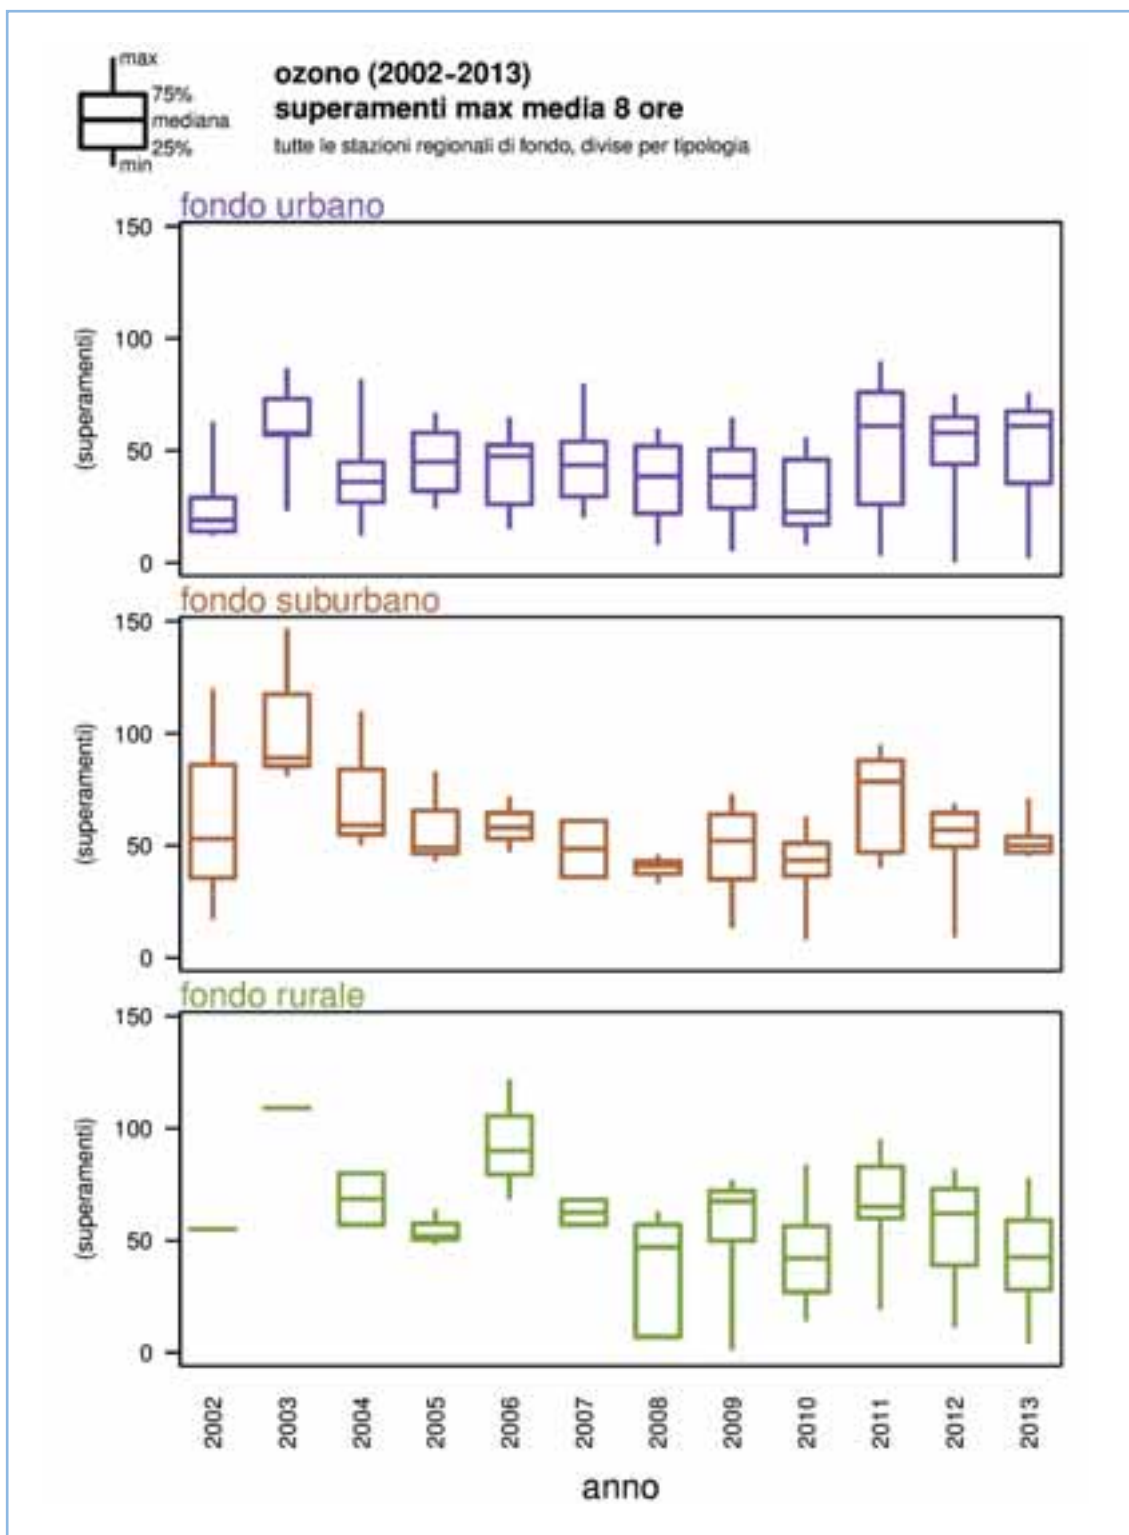 max
75%
mediana
25%
min
ozono (2002-2013)
superamenti max media 8 ore
tutte le stazioni regionali di fondo, divise per tipologia
fondo urbano
150
100
50
0
(superamenti)
fondo suburbano
150
100
50
0
(superamenti)
fondo rurale
150
100
50
0
(superamenti)
2002 2003 2004 2005 2006 2007 2008 2009 2010 2011 2012 2013
anno